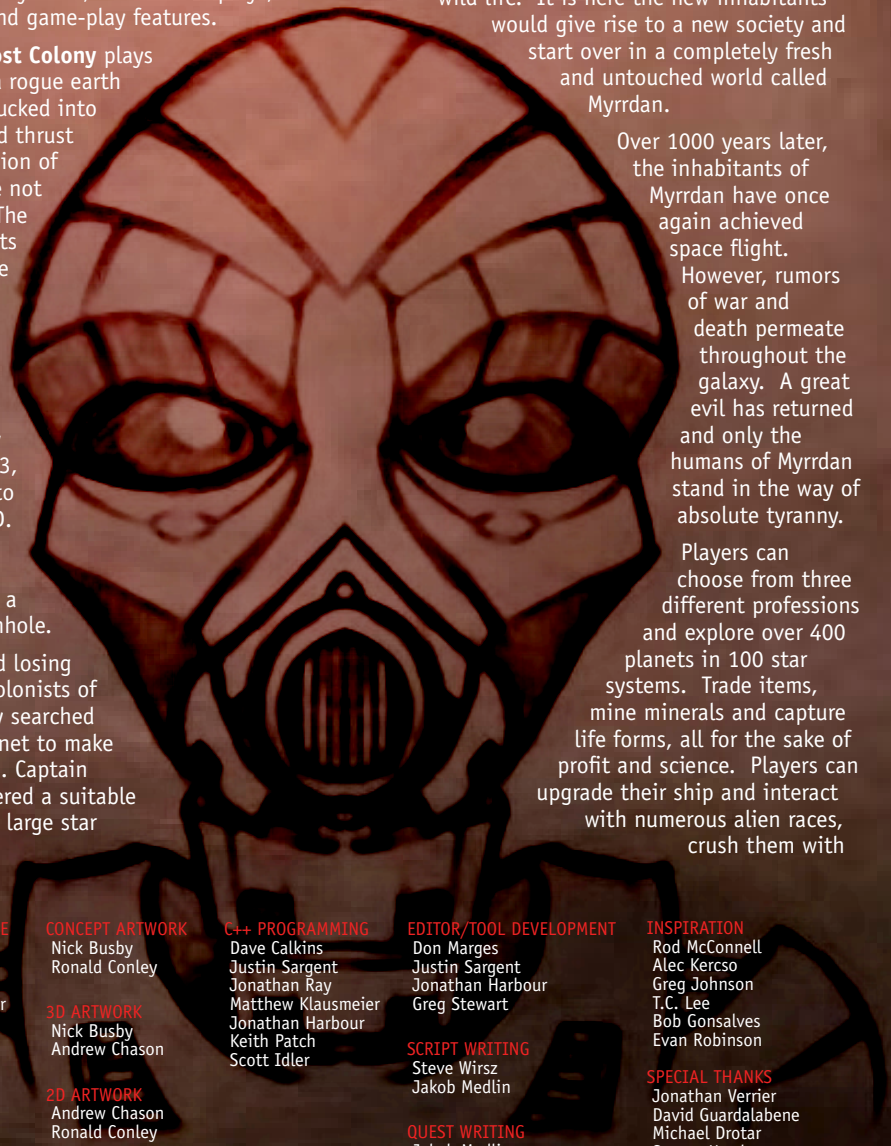 nd game-play features.
ost Colony plays
rogue earth
ucked into
d thrust
ion of
not
The
ts
e
3,
to
0.
a
nhole.
d losing
olonists of
y searched
net to make
. Captain
ered a suitable
large star
wild life. It is here the new inhabitants
would give rise to a new society and
start over in a completely fresh
and untouched world called
Myrrdan.
Over 1000 years later,
the inhabitants of
Myrrdan have once
again achieved
space flight.
However, rumors
of war and
death permeate
throughout the
galaxy. A great
evil has returned
and only the
humans of Myrrdan
stand in the way of
absolute tyranny.
Players can
choose from three
different professions
and explore over 400
planets in 100 star
systems. Trade items,
mine minerals and capture
life forms, all for the sake of
profit and science. Players can
upgrade their ship and interact
with numerous alien races,
crush them with
E
r
CONCEPT ARTWORK
Nick Busby
Ronald Conley
3D ARTWORK
Nick Busby
Andrew Chason
2D ARTWORK
Andrew Chason
Ronald Conley
C++ PROGRAMMING
Dave Calkins
Justin Sargent
Jonathan Ray
Matthew Klausmeier
Jonathan Harbour
Keith Patch
Scott Idler
EDITOR/TOOL DEVELOPMENT
Don Marges
Justin Sargent
Jonathan Harbour
Greg Stewart
SCRIPT WRITING
Steve Wirsz
Jakob Medlin
QUEST WRITING
INSPIRATION
Rod McConnell
Alec Kercso
Greg Johnson
T.C. Lee
Bob Gonsalves
Evan Robinson
SPECIAL THANKS
Jonathan Verrier
David Guardalabene
Michael Drotar